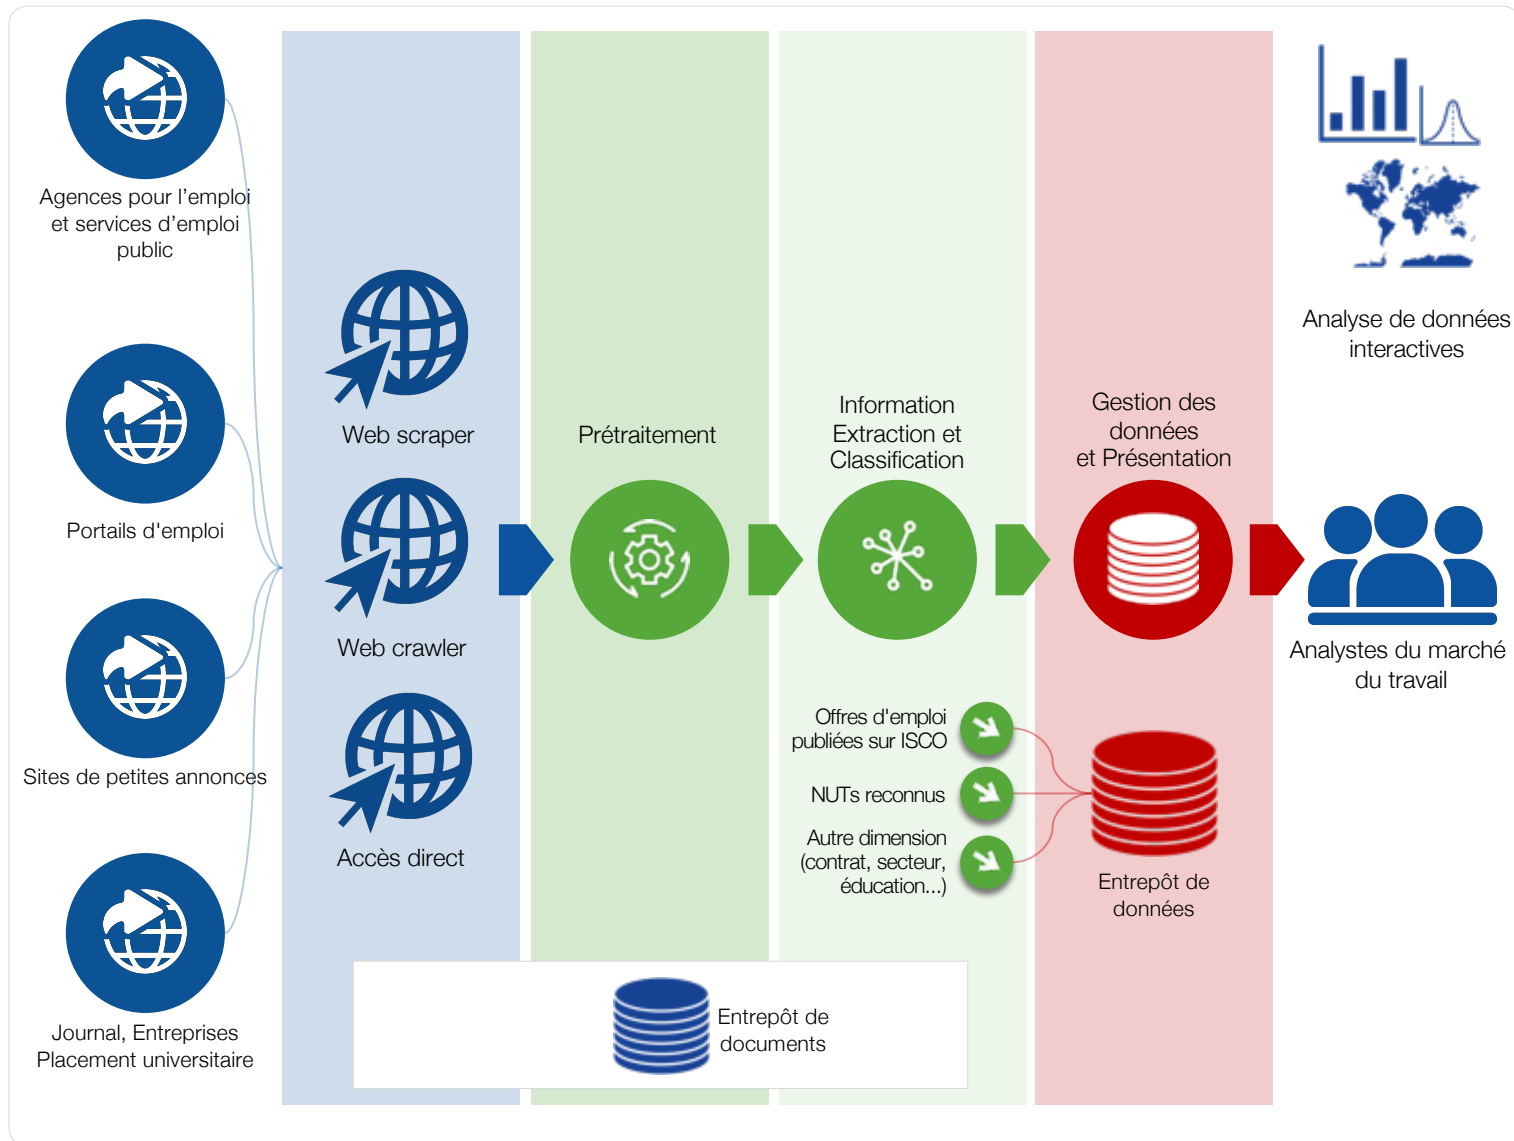 Agences pour l’emploi
et services d’emploi
public
Portails d'emploi
Sites de petites annonces
Journal, Entreprises
Placement universitaire
Web scraper
Web crawler
Accès direct
Prétraitement
Information
Extraction et
Classification
Offres d'emploi
publiées sur ISCO
NUTs reconnus
Autre dimension
(contrat, secteur,
éducation...)
Entrepôt de
documents
Gestion des
données
et Présentation
Entrepôt de
données
Analyse de données
interactives
Analystes du marché
du travail